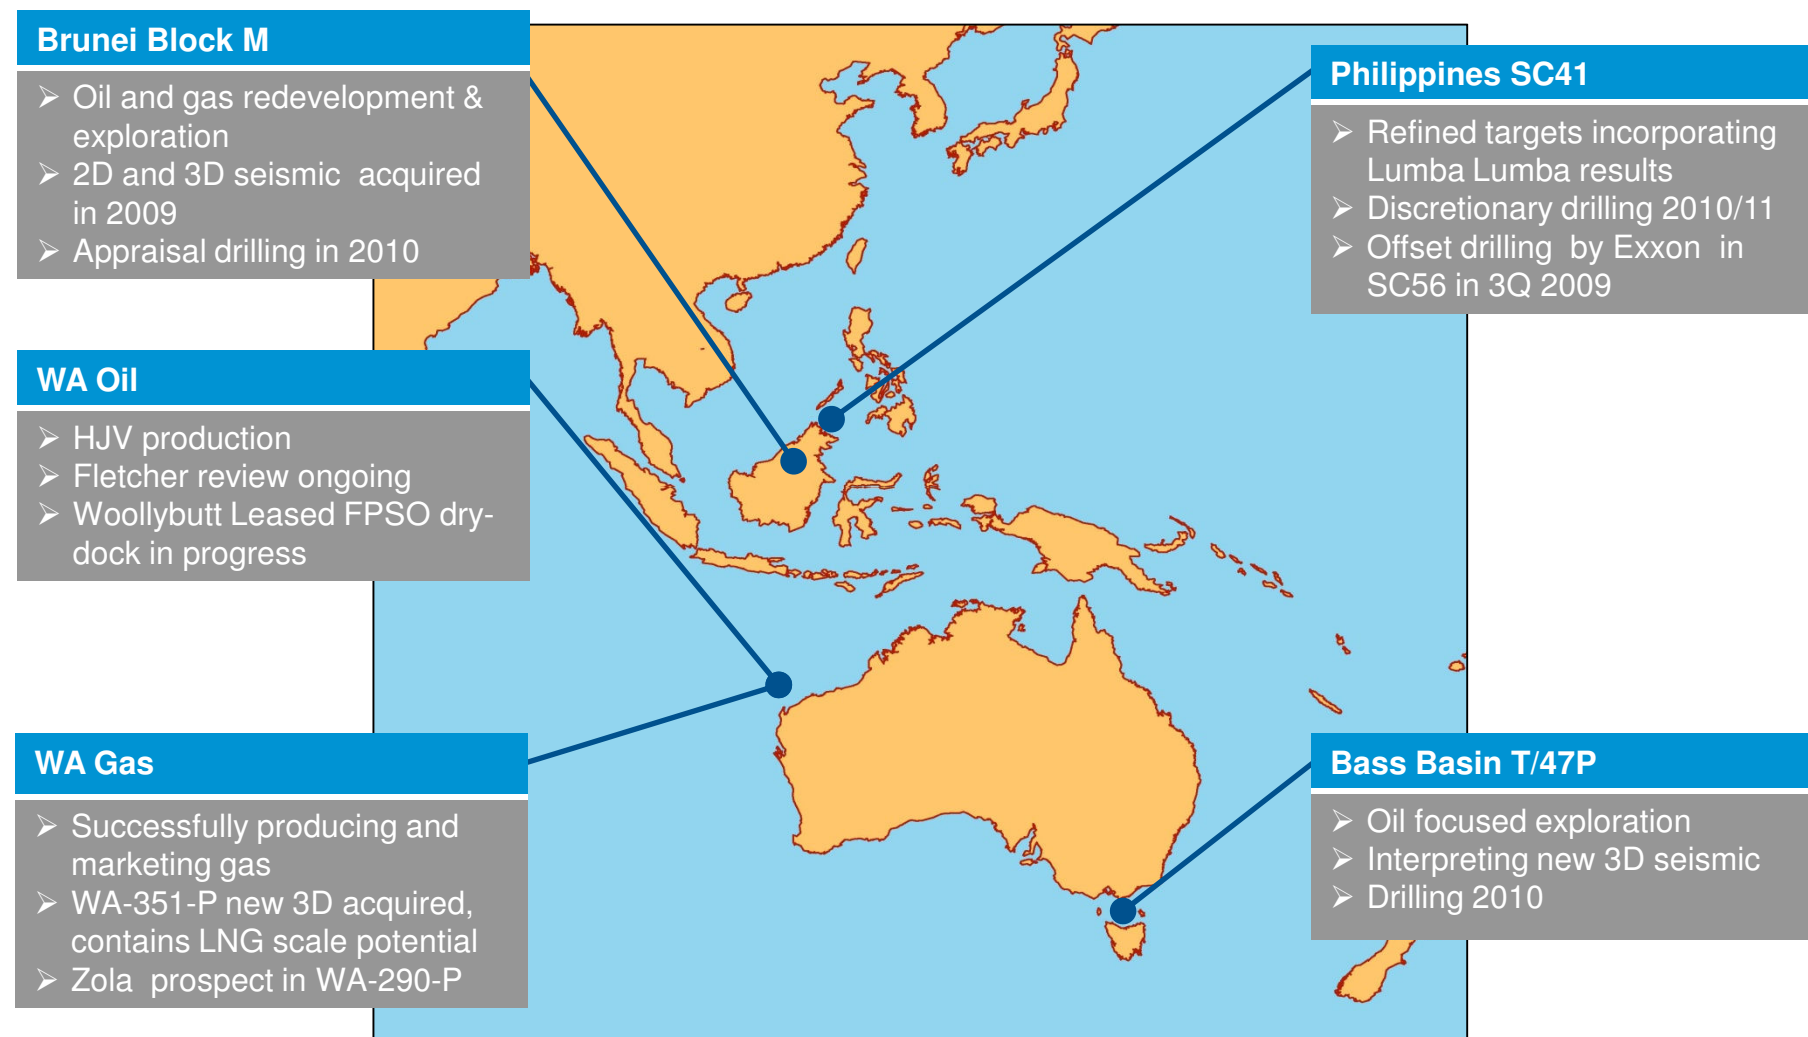 Brunei Block M
➢ Oil and gas redevelopment &
exploration
➢ 2D and 3D seismic acquired
in 2009
➢ Appraisal drilling in 2010
WA Oil
➢ HJV production
➢ Fletcher review ongoing
➢ Woollybutt Leased FPSO dry-
dock in progress
WA Gas
➢ Successfully producing and
marketing gas
➢ WA-351-P new 3D acquired,
contains LNG scale potential
➢ Zola prospect in WA-290-P
Philippines SC41
➢ Refined targets incorporating
Lumba Lumba results
➢ Discretionary drilling 2010/11
➢ Offset drilling by Exxon in
SC56 in 3Q 2009
Bass Basin T/47P
➢ Oil focused exploration
➢ Interpreting new 3D seismic
➢ Drilling 2010